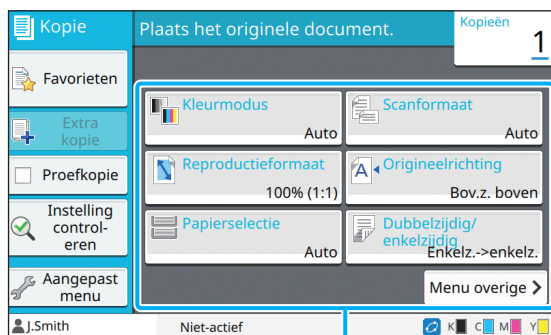 Kopie
Plaats het originele document.
Kopieën
1
Favorieten
Extra
kopie
Proefkopie
Instelling
control-
eren
Aangepast
menu
Kleurmodus
Auto
Scanformaat
Auto
Reproductieformaat
100% (1:1)
A
Origineelrichting
Bov.z. boven
Papierselectie
Auto
Dubbelzijdig/
enkelzijdig
Enkelz.->enkelz.
Menu overige
J.Smith
Niet-actief
K C M Y